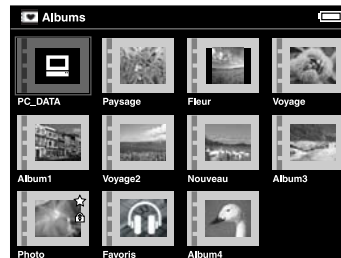 Albums
PC_DATA Paysage Fleur Voyage
Album1 Voyage2 Nouveau Album3
Photo Favoris Album4